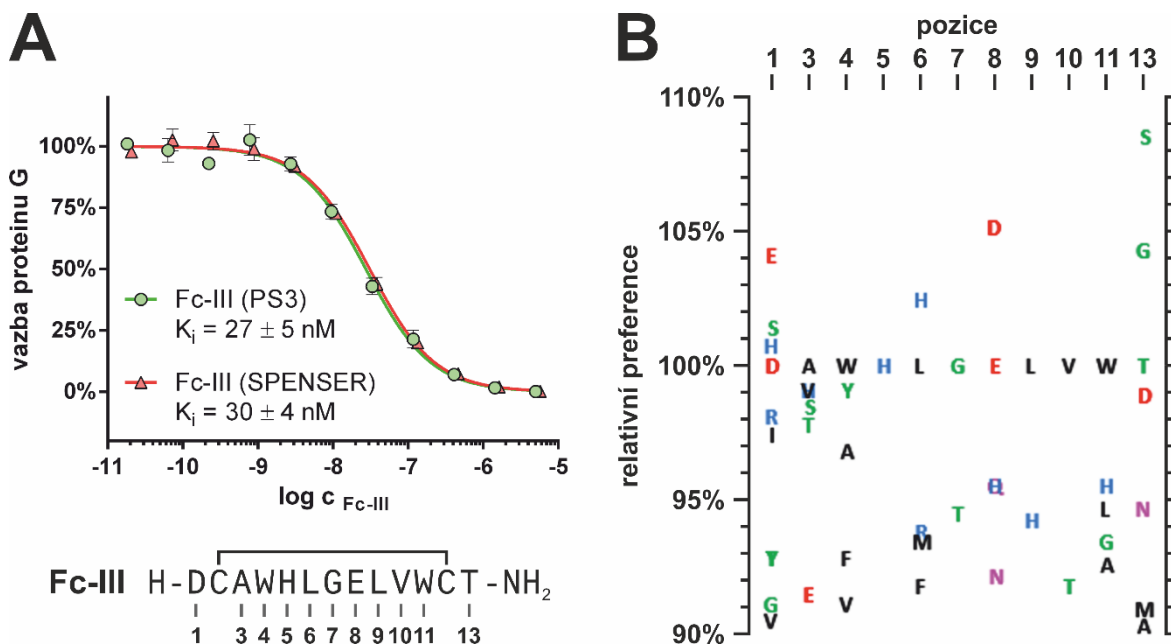 A
100%
75%
50%
25%
0%
vazba proteinu G
Fc-III (PS3)
K_i = 27 ± 5 nM
Fc-III (SPENSER)
K_i = 30 ± 4 nM
-11 -10 -9 -8 -7 -6 -5
log c Fc-III
Fc-III H-DCAWHLGELVWCT-NH₂
1 3 4 5 6 7 8 9 10 11 13
B
pozice
1 3 4 5 6 7 8 9 10 11 13
110%
S
105% D
E G
H
S
H
100% D A W H L G E L V W T
V H Y D
S
R T
I
A
95% H Q H N
T L
R H
M G
Y F A
N
E F T
G V M
V A
90%
relativní preference